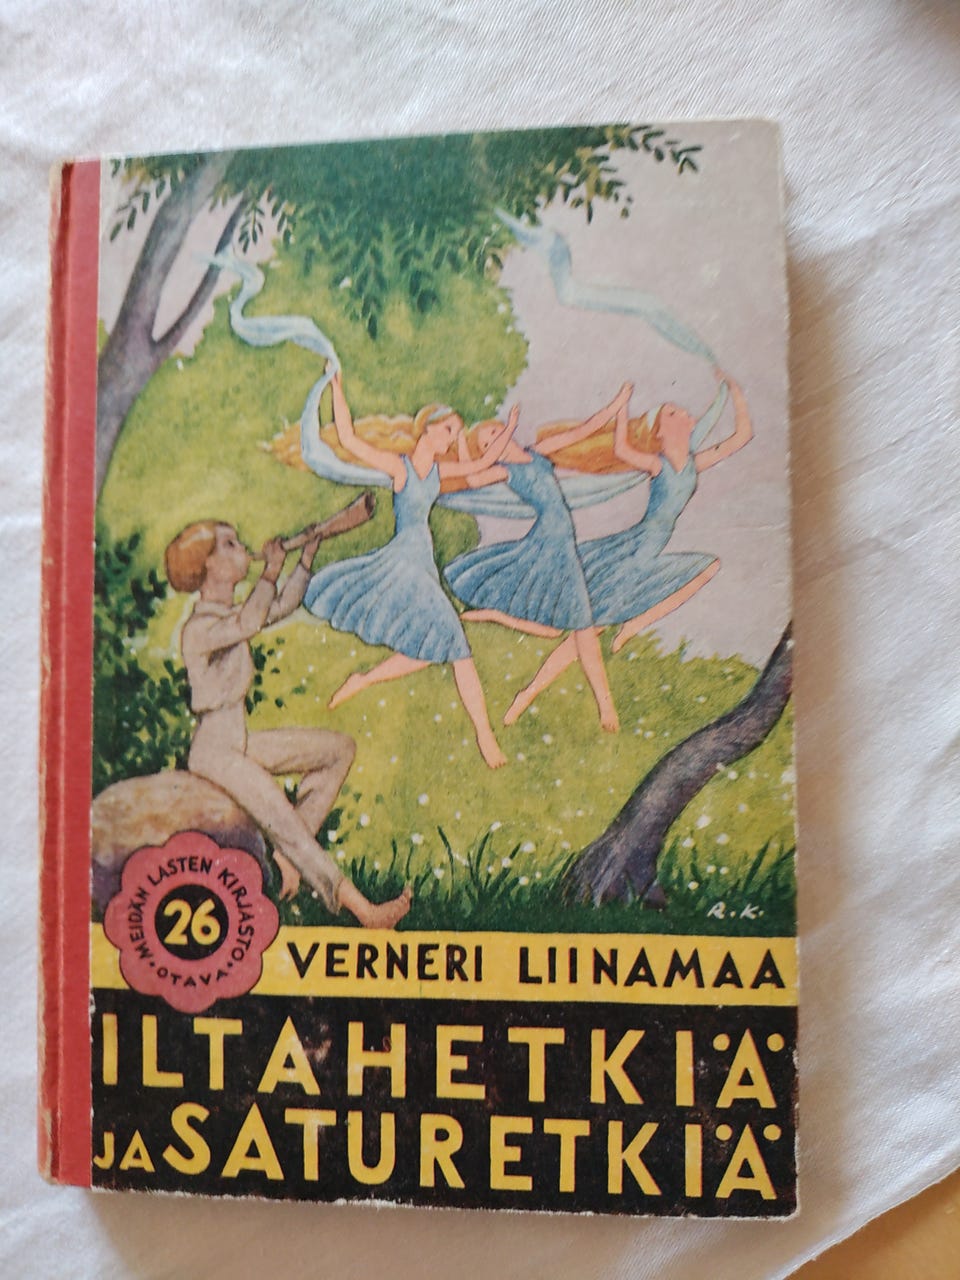 R.K.
MEIDÄN LASTEN KIRJASTO
26
• OTAVA •
VERNERI LIINAMAA
ILTAHETKIÄ
JA SATURETKIÄ